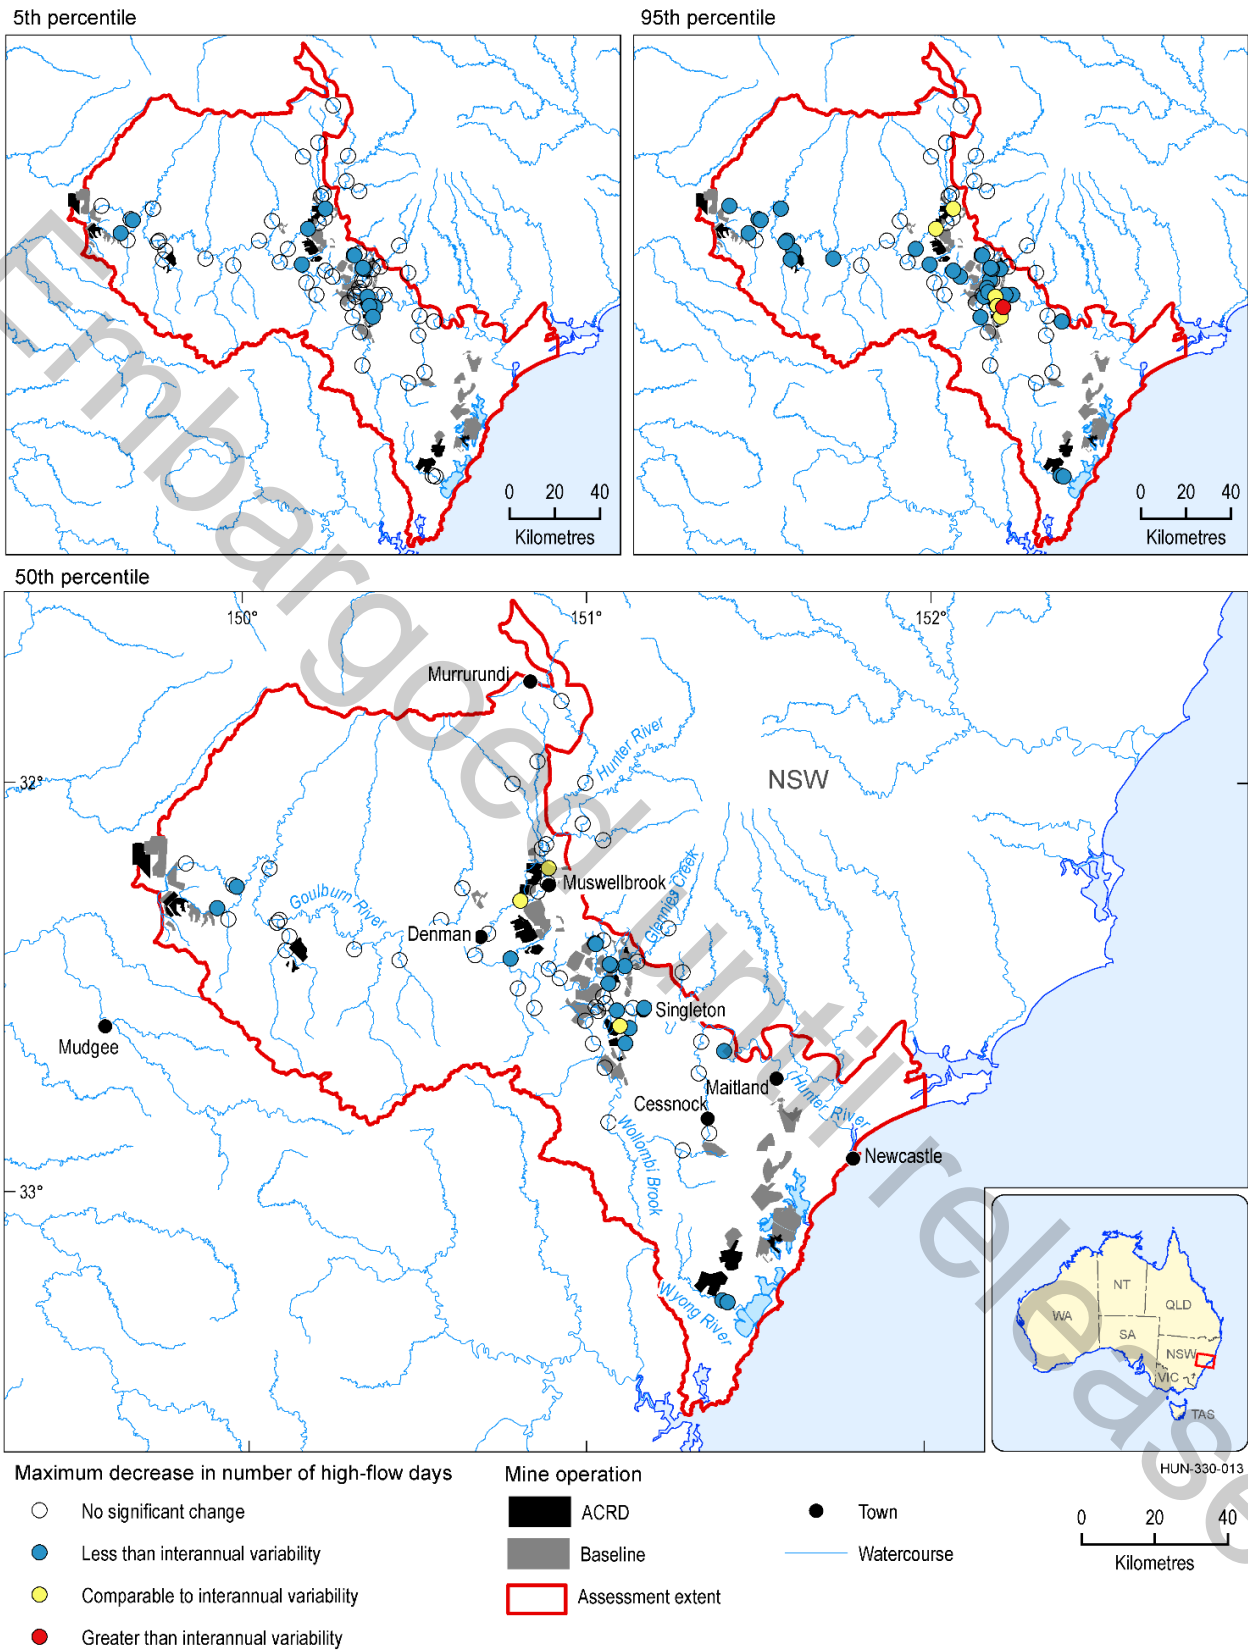 5th percentile
95th percentile
0 20 40
Kilometres
0 20 40
Kilometres
50th percentile
150°
151°
152°
32°
33°
Murrurundi
Hunter River
NSW
Muswellbrook
Goulburn River
Denman
Glennies Creek
Singleton
Mudgee
Maitland
Cessnock
Hunter River
Wollombi Brook
Newcastle
Wyong River
NT
QLD
WA
SA
NSW
VIC
TAS
HUN-330-013
Embargoed until release
Maximum decrease in number of high-flow days
No significant change
Less than interannual variability
Comparable to interannual variability
Greater than interannual variability
Mine operation
ACRD
Baseline
Assessment extent
Town
Watercourse
0 20 40
Kilometres